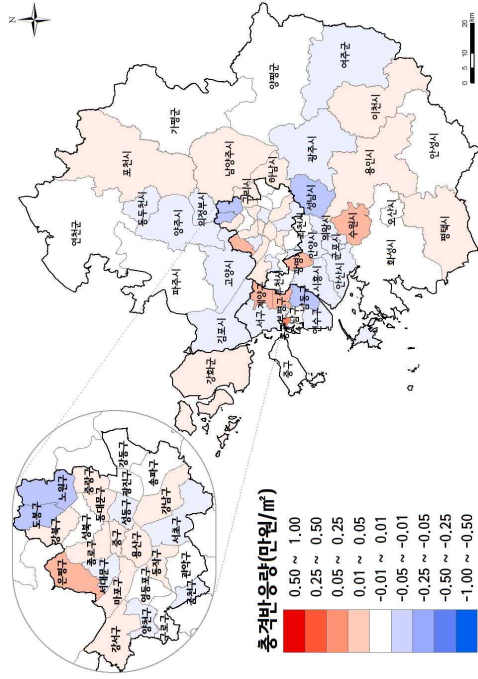 N
20
km
0
5
10
연천군
포천시
가평군
동두천시
파주시
양주시
의정부시
남양주시
양평군
고양시
구리시
하남시
김포시
강화군
서구
계양구
부천시
부평구
광명시
과천시
성남시
광주시
여주군
중구
남동구
연수구
시흥시
안양시
의왕시
안산시
군포시
수원시
용인시
이천시
화성시
오산시
평택시
안성시
도봉구
노원구
은평구
강북구
성북구
중랑구
종로구
동대문구
서대문구
중구
성동구
광진구
강동구
마포구
용산구
강서구
양천구
영등포구
동작구
송파구
강남구
서초구
구로구
금천구
관악구
충격반응량(만원/㎡)
0.50 ~ 1.00
0.25 ~ 0.50
0.05 ~ 0.25
0.01 ~ 0.05
-0.01 ~ 0.01
-0.05 ~ -0.01
-0.25 ~ -0.05
-0.50 ~ -0.25
-1.00 ~ -0.50